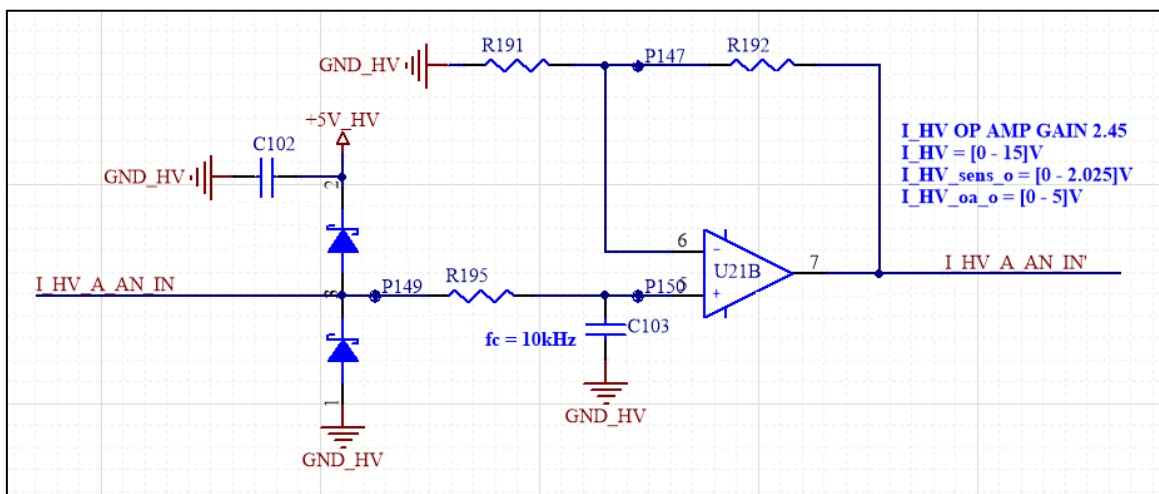 R191
P147
R192
GND_HV
+5V_HV
C102
GND_HV
2
I_HV OP AMP GAIN 2.45
I_HV = [0 - 15]V
I_HV_sens_o = [0 - 2.025]V
I_HV_oa_o = [0 - 5]V
6
U21B
7
I_HV_A_AN_IN'
I_HV_A_AN_IN
3
P149
R195
P150
5
C103
fc = 10kHz
GND_HV
1
GND_HV